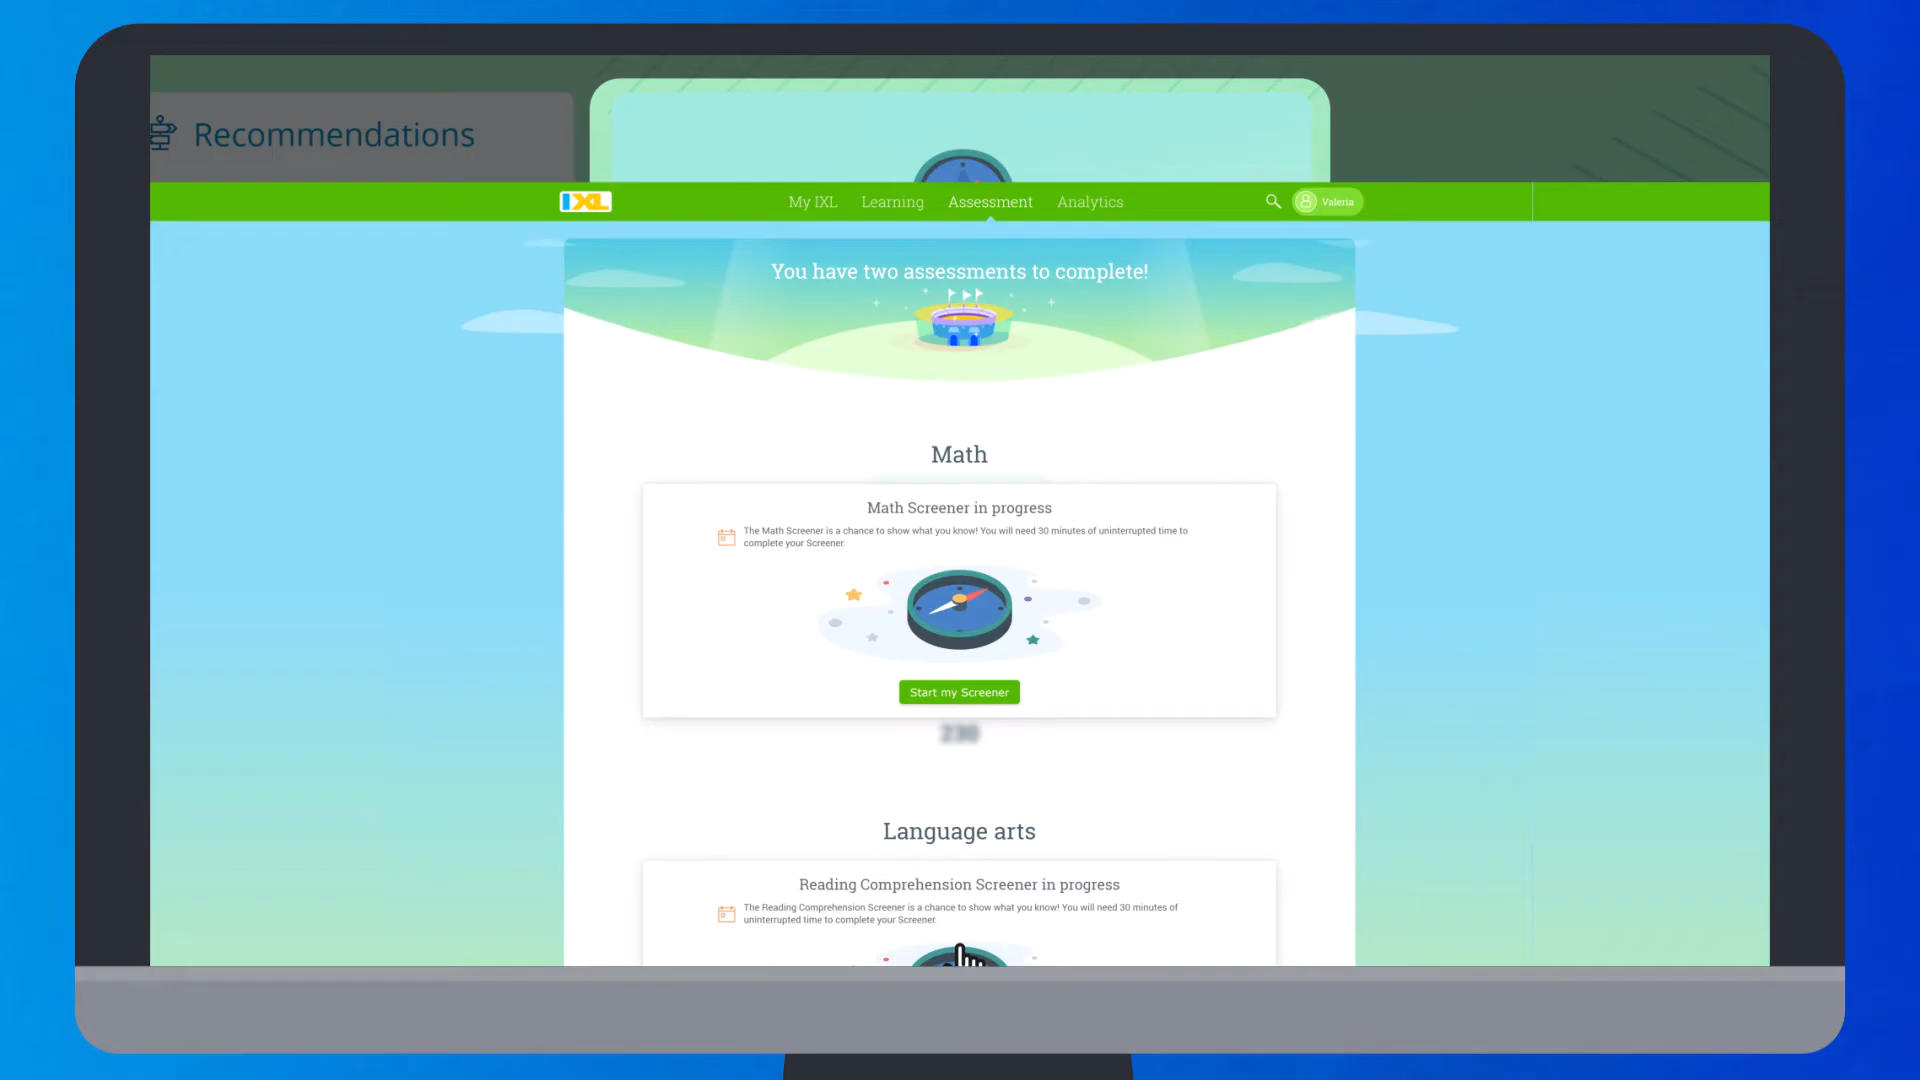 Recommendations
IXL
My IXL Learning Assessment Analytics
Valeria
You have two assessments to complete!
Math
Math Screener in progress
The Math Screener is a chance to show what you know! You will need 30 minutes of uninterrupted time to
complete your Screener.
Start my Screener
230
Language arts
Reading Comprehension Screener in progress
The Reading Comprehension Screener is a chance to show what you know! You will need 30 minutes of
uninterrupted time to complete your Screener.